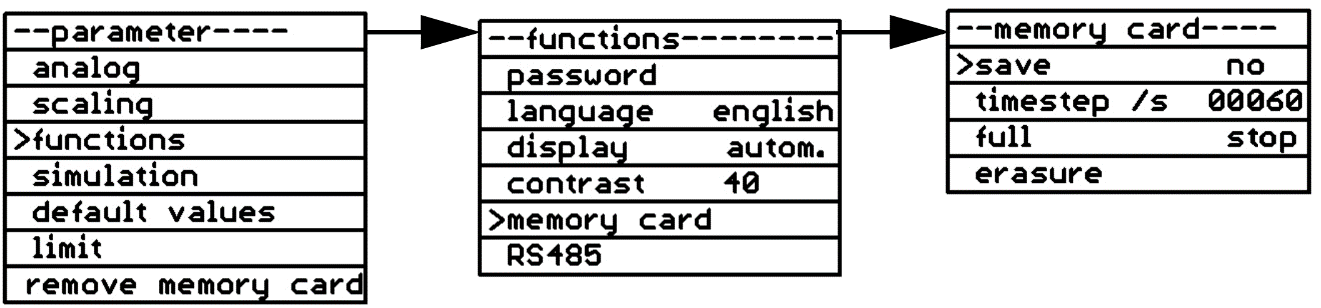 --parameter----
analog
scaling
>functions
simulation
default values
limit
remove memory card
--functions--------
password
language english
display autom.
contrast 40
>memory card
RS485
--memory card----
>save no
timestep /s 00060
full stop
erasure